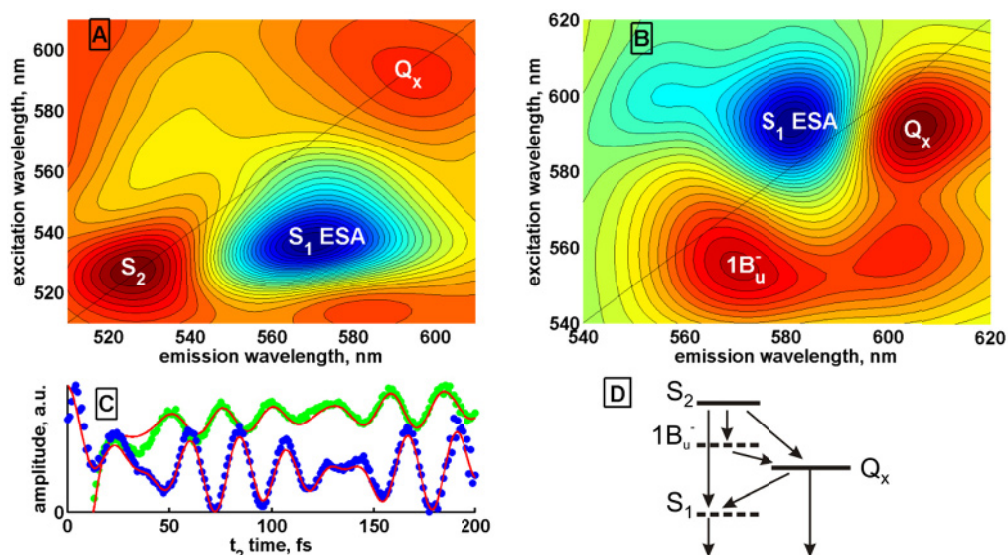 A
excitation wavelength, nm
600
580
560
540
520
Qx
S1 ESA
S2
520 540 560 580 600
emission wavelength, nm
B
excitation wavelength, nm
620
600
580
560
540
S1 ESA
Qx
1Bu-
540 560 580 600 620
emission wavelength, nm
C
amplitude, a.u.
0
0 50 100 150 200
t2 time, fs
D
S2
1Bu-
Qx
S1